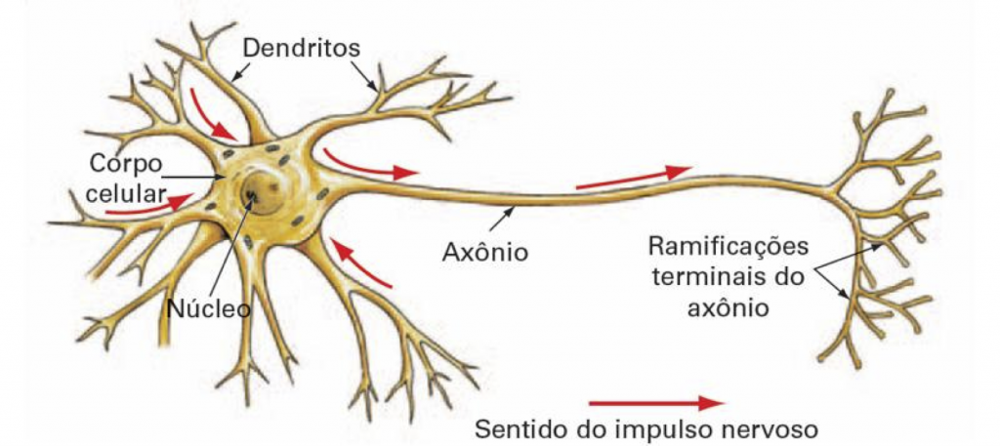 Dendritos
Corpo
celular
Núcleo
Axônio
Ramificações
terminais do
axônio
Sentido do impulso nervoso